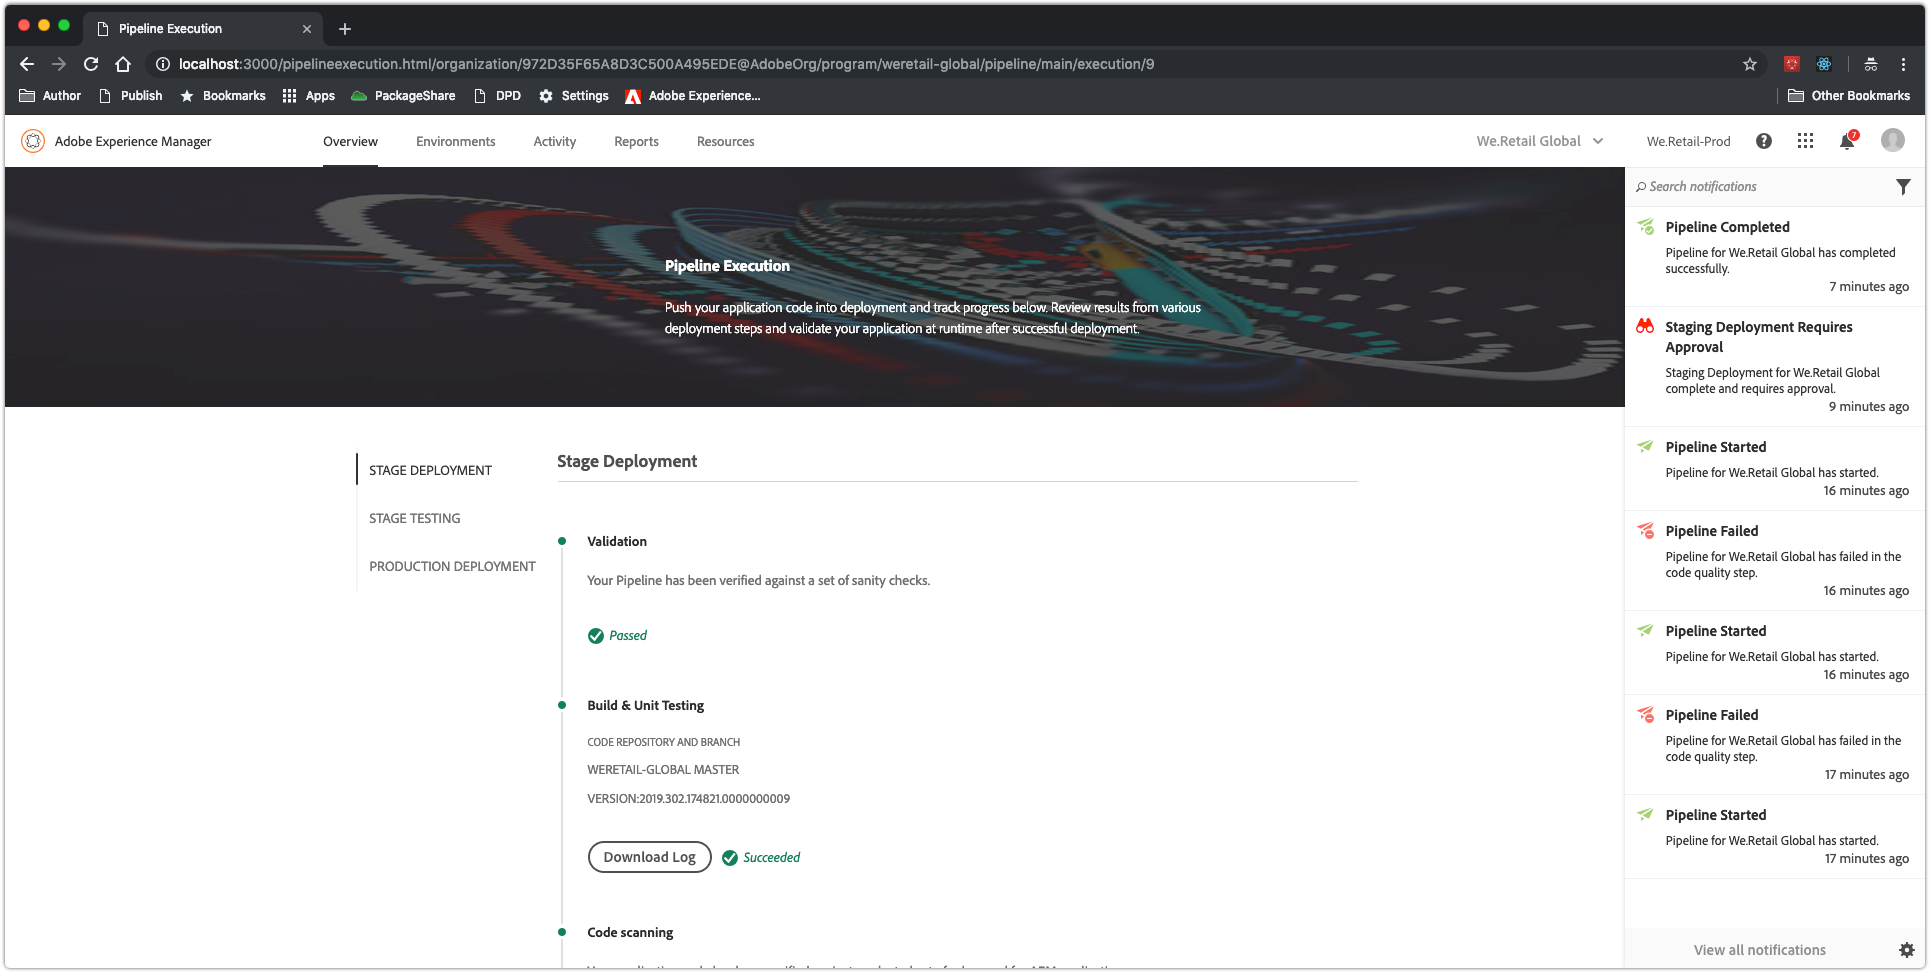 Pipeline Execution
localhost:3000/pipelineexecution.html/organization/972D35F65A8D3C500A495EDE@AdobeOrg/program/weretail-global/pipeline/main/execution/9
Author Publish Bookmarks Apps PackageShare DPD Settings Adobe Experience... Other Bookmarks
Adobe Experience Manager Overview Environments Activity Reports Resources We.Retail Global We.Retail-Prod ? 7
Pipeline Execution
Push your application code into deployment and track progress below. Review results from various
deployment steps and validate your application at runtime after successful deployment.
STAGE DEPLOYMENT
STAGE TESTING
PRODUCTION DEPLOYMENT
Stage Deployment
Validation
Your Pipeline has been verified against a set of sanity checks.
Passed
Build & Unit Testing
CODE REPOSITORY AND BRANCH
WERETAIL-GLOBAL MASTER
VERSION:2019.302.174821.0000000009
Download Log Succeeded
Code scanning
Search notifications
Pipeline Completed
Pipeline for We.Retail Global has completed
successfully.
7 minutes ago
Staging Deployment Requires
Approval
Staging Deployment for We.Retail Global
complete and requires approval.
9 minutes ago
Pipeline Started
Pipeline for We.Retail Global has started.
16 minutes ago
Pipeline Failed
Pipeline for We.Retail Global has failed in the
code quality step.
16 minutes ago
Pipeline Started
Pipeline for We.Retail Global has started.
16 minutes ago
Pipeline Failed
Pipeline for We.Retail Global has failed in the
code quality step.
17 minutes ago
Pipeline Started
Pipeline for We.Retail Global has started.
17 minutes ago
View all notifications